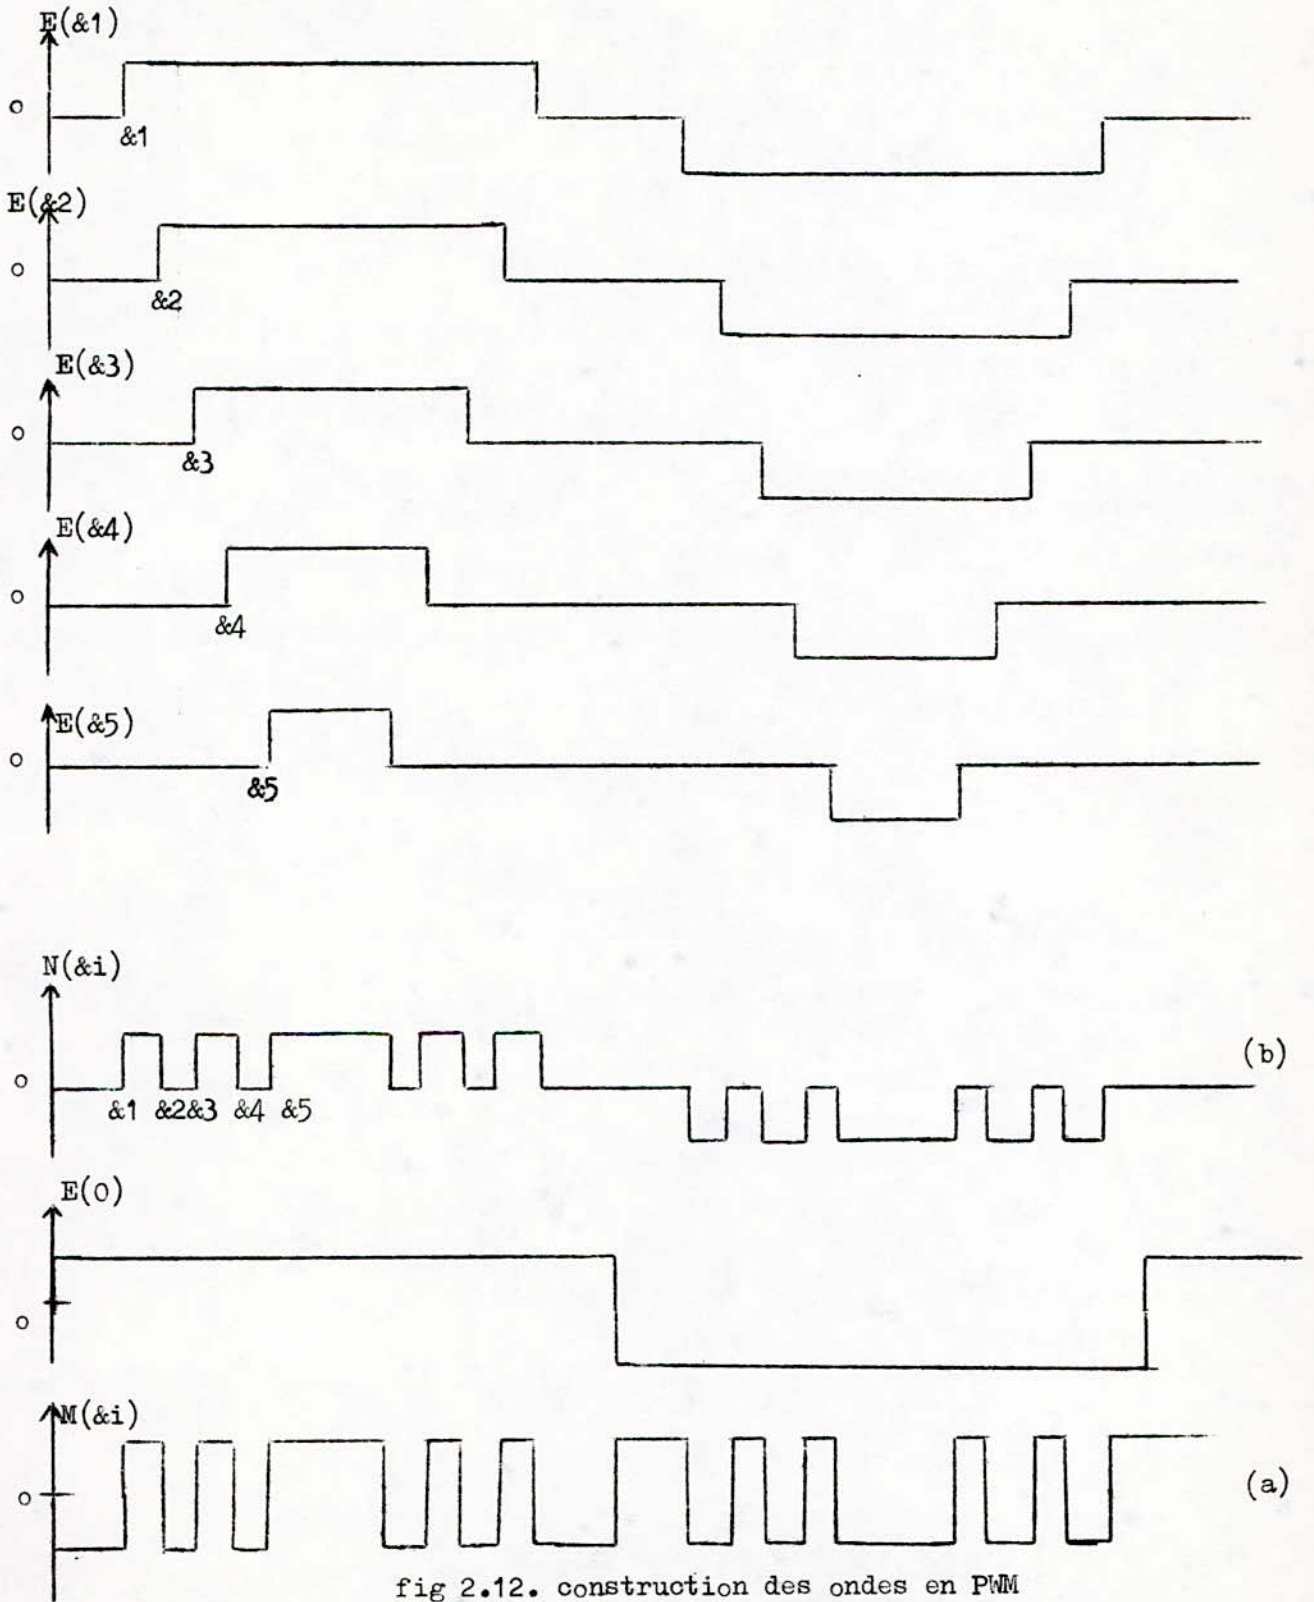 E(&1)
o
&1
E(&2)
o
&2
E(&3)
o
&3
E(&4)
o
&4
E(&5)
o
&5
N(&i)
(b)
o
&1 &2&3 &4 &5
E(0)
o
M(&i)
o
(a)
fig 2.12. construction des ondes en PWM